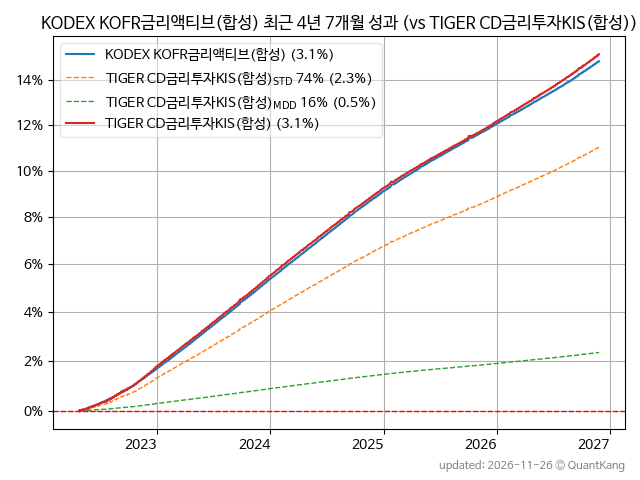 KODEX KOFR금리액티브(합성) 최근 4년 7개월 성과 (vs TIGER CD금리투자KIS(합성))
KODEX KOFR금리액티브(합성) (3.1%)
TIGER CD금리투자KIS(합성)STD 74% (2.3%)
TIGER CD금리투자KIS(합성)MDD 16% (0.5%)
TIGER CD금리투자KIS(합성) (3.1%)
14%
12%
10%
8%
6%
4%
2%
0%
2023 2024 2025 2026 2027
updated: 2026-11-26 © QuantKang